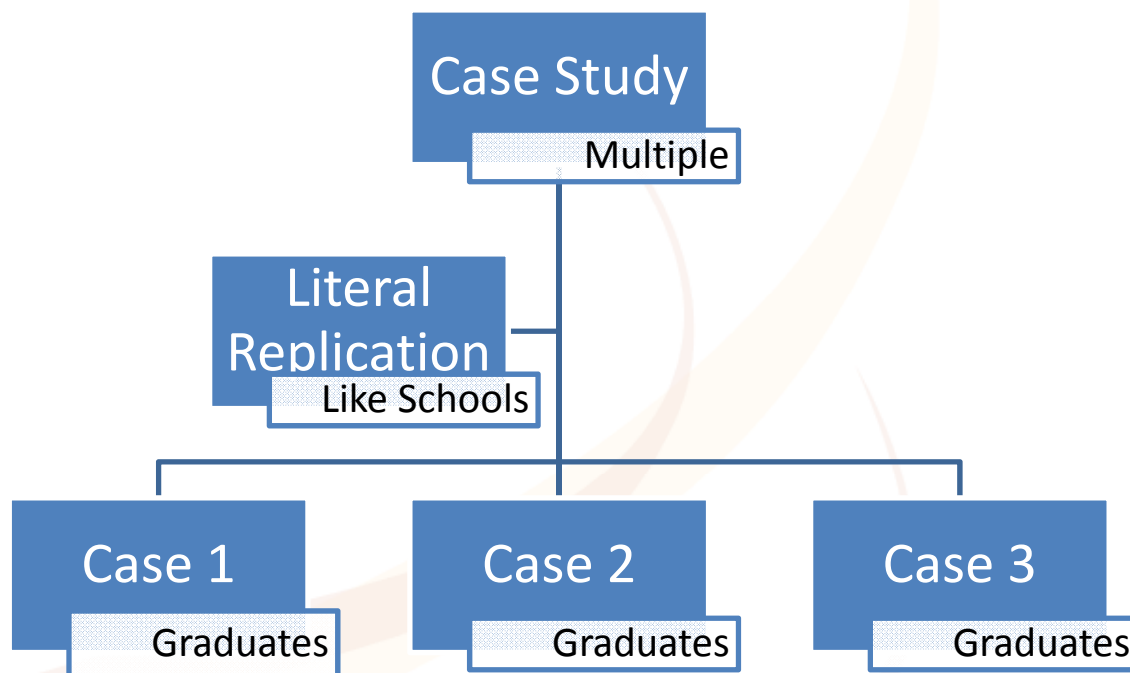 Case Study
Multiple
Literal
Replication
Like Schools
Case 1
Graduates
Case 2
Graduates
Case 3
Graduates